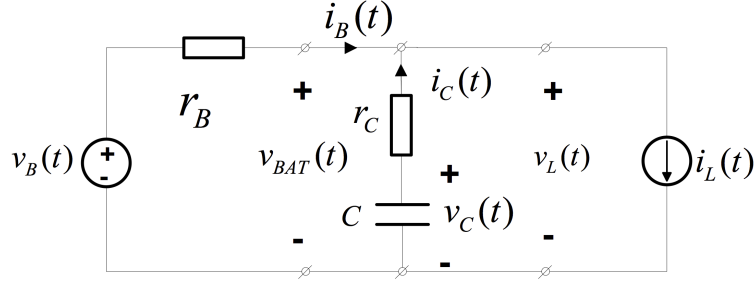 i_B(t)
r_B
+
i_C(t)
+
r_C
v_B(t)
+
-
v_BAT(t)
v_L(t)
i_L(t)
+
C
v_C(t)
-
-
-